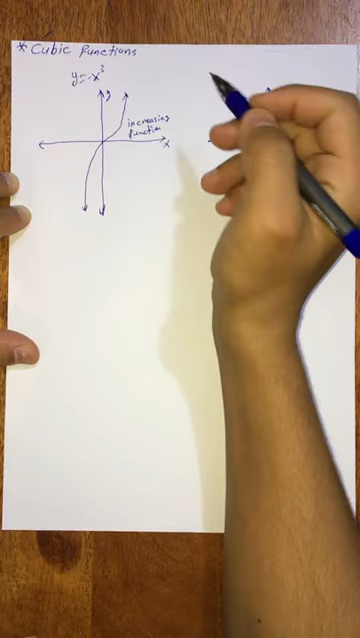 * Cubic Functions
y=-x³
y
increasing
function
x